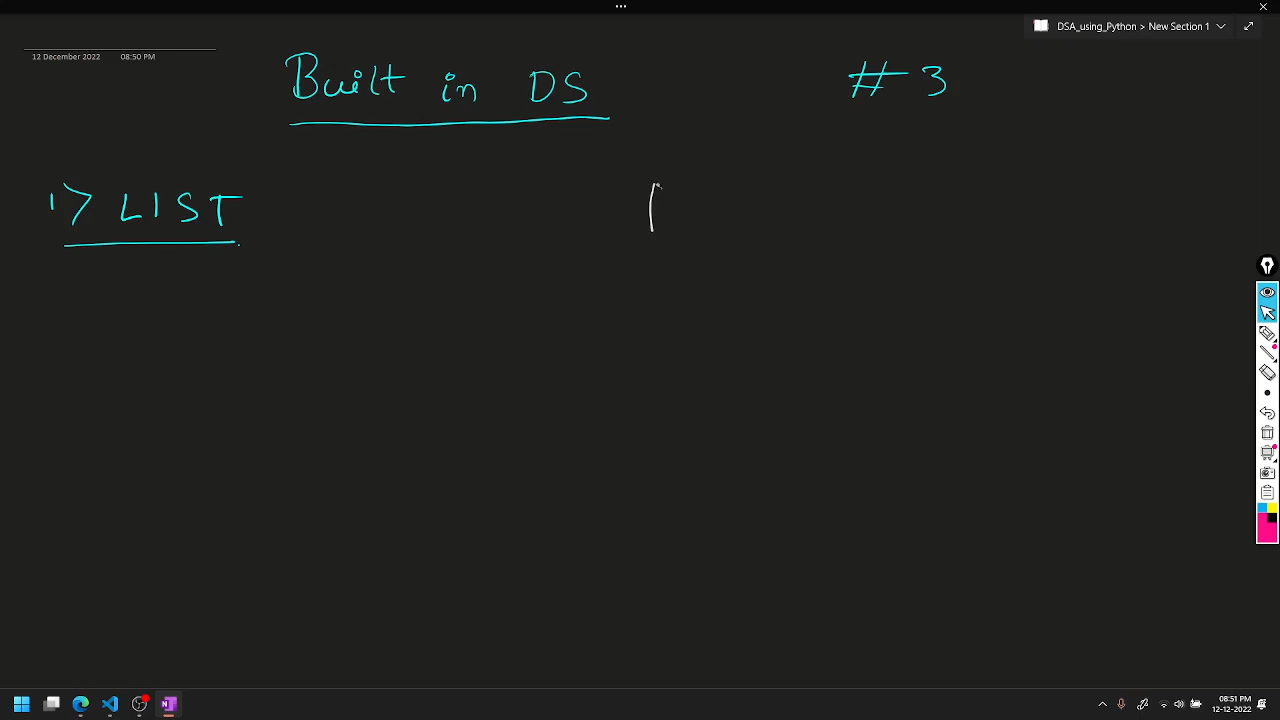 DSA_using_Python > New Section 1
12 December 2022 08:50 PM
Built in DS # 3
1> LIST
08:51 PM
12-12-2022